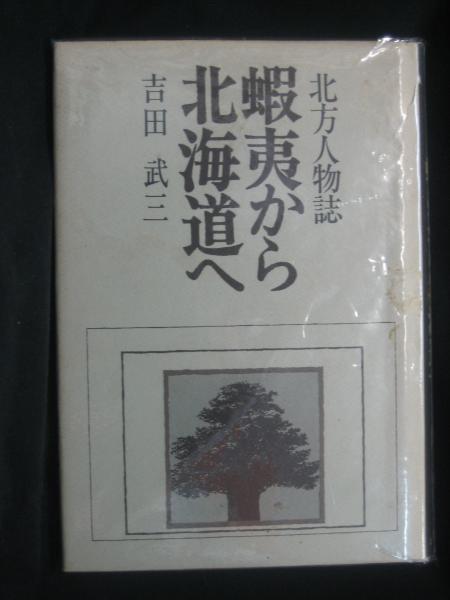 北方人物誌
蝦夷から
北海道へ
吉田武三